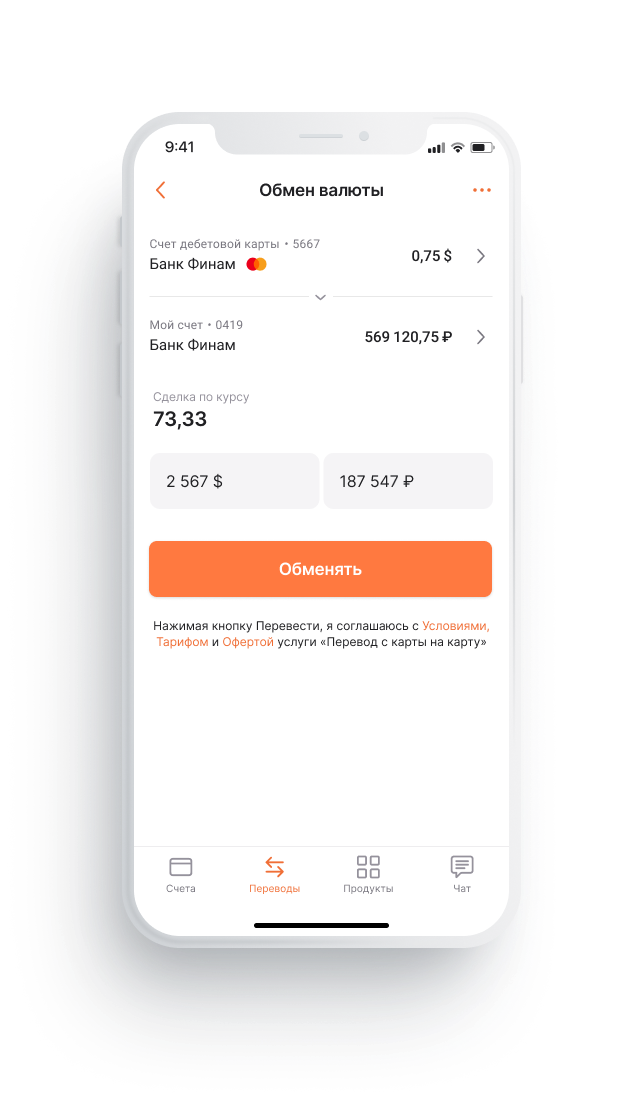 9:41
Обмен валюты
Счет дебетовой карты • 5667
Банк Финам
0,75 $
Мой счет • 0419
Банк Финам
569 120,75 ₽
Сделка по курсу
73,33
2 567 $
187 547 ₽
Обменять
Нажимая кнопку Перевести, я соглашаюсь с Условиями,
Тарифом и Офертой услуги «Перевод с карты на карту»
Счета
Переводы
Продукты
Чат